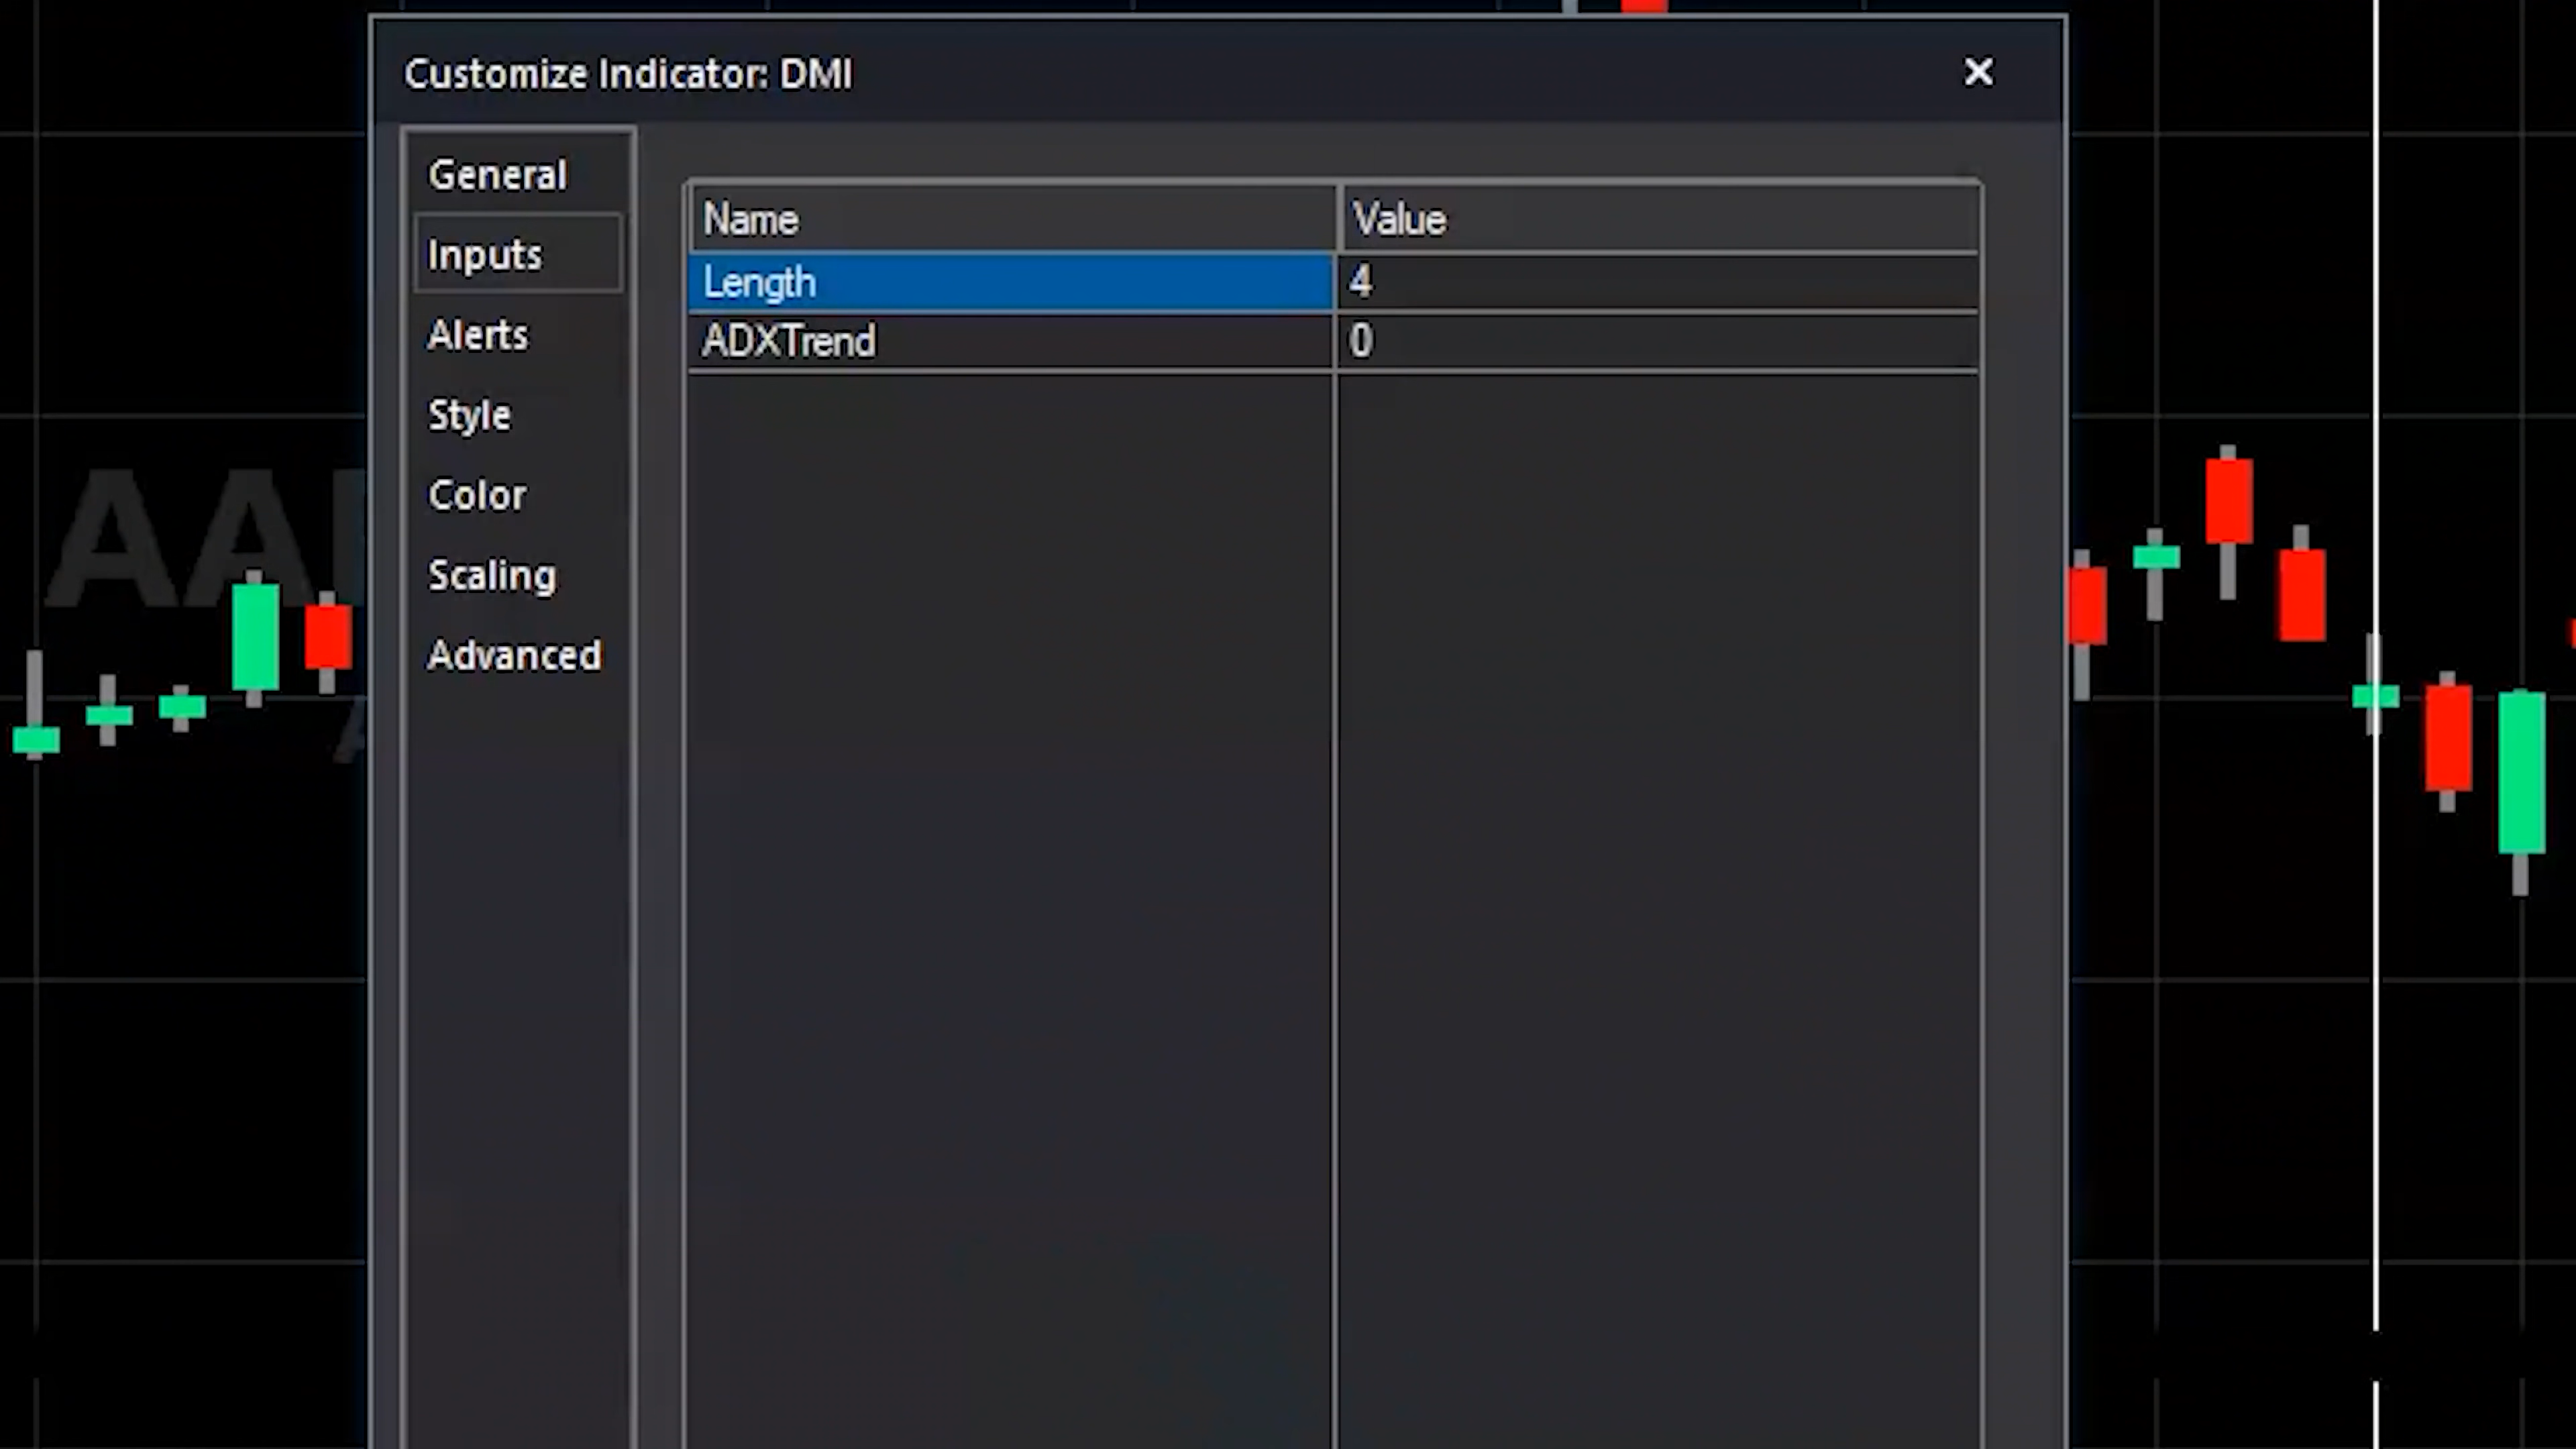 Customize Indicator: DMI
General
Inputs
Alerts
Style
Color
Scaling
Advanced
Name Value
Length 4
ADXTrend 0